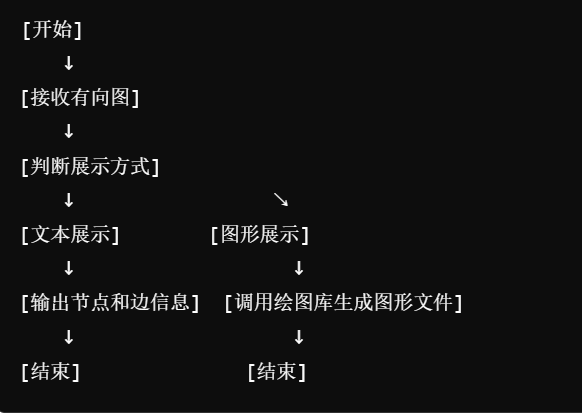 [开始]
↓
[接收有向图]
↓
[判断展示方式]
↓ ↘
[文本展示] [图形展示]
↓ ↓
[输出节点和边信息] [调用绘图库生成图形文件]
↓ ↓
[结束] [结束]